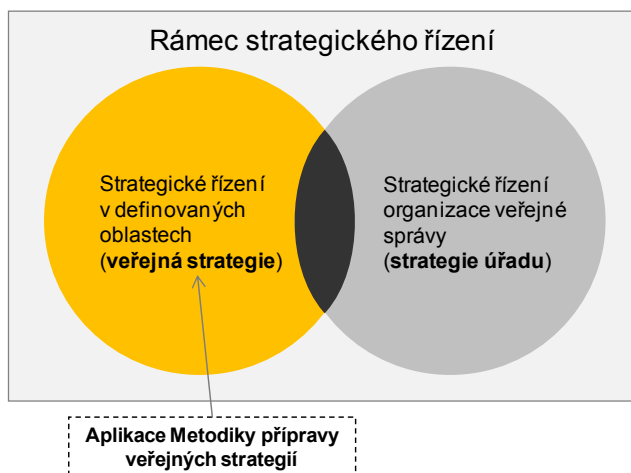 Rámec strategického řízení
Strategické řízení
v definovaných
oblastech
(veřejná strategie)
Strategické řízení
organizace veřejné
správy
(strategie úřadu)
Aplikace Metodiky přípravy
veřejných strategií